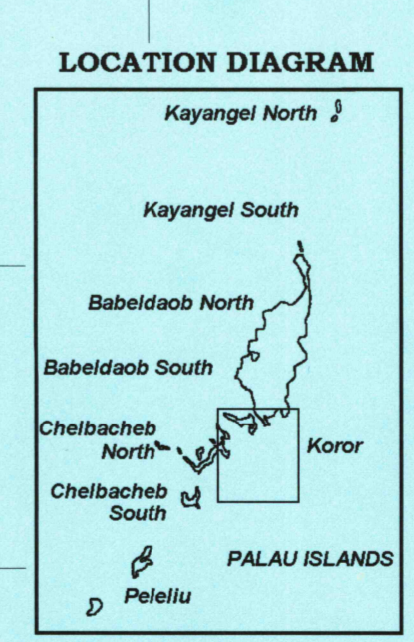 LOCATION DIAGRAM
Kayangel North
Kayangel South
Babeldaob North
Babeldaob South
Chelbacheb
North
Koror
Chelbacheb
South
PALAU ISLANDS
Peleliu